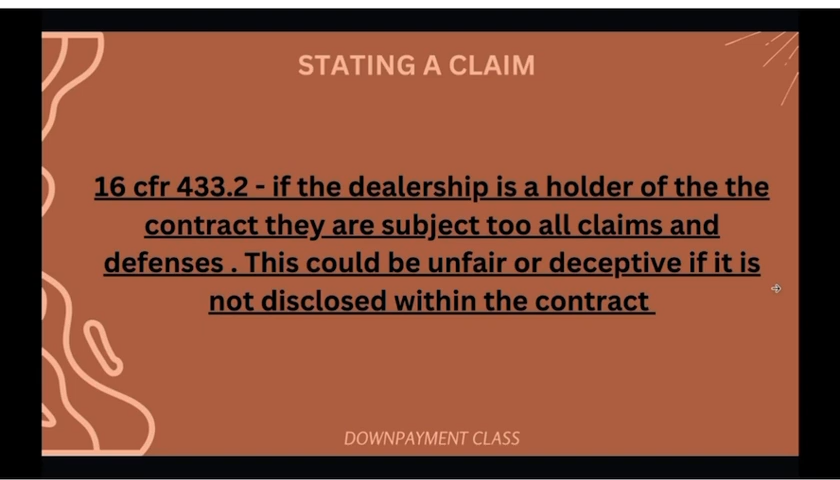 STATING A CLAIM
16 cfr 433.2 - if the dealership is a holder of the the
contract they are subject too all claims and
defenses . This could be unfair or deceptive if it is
not disclosed within the contract
DOWNPAYMENT CLASS